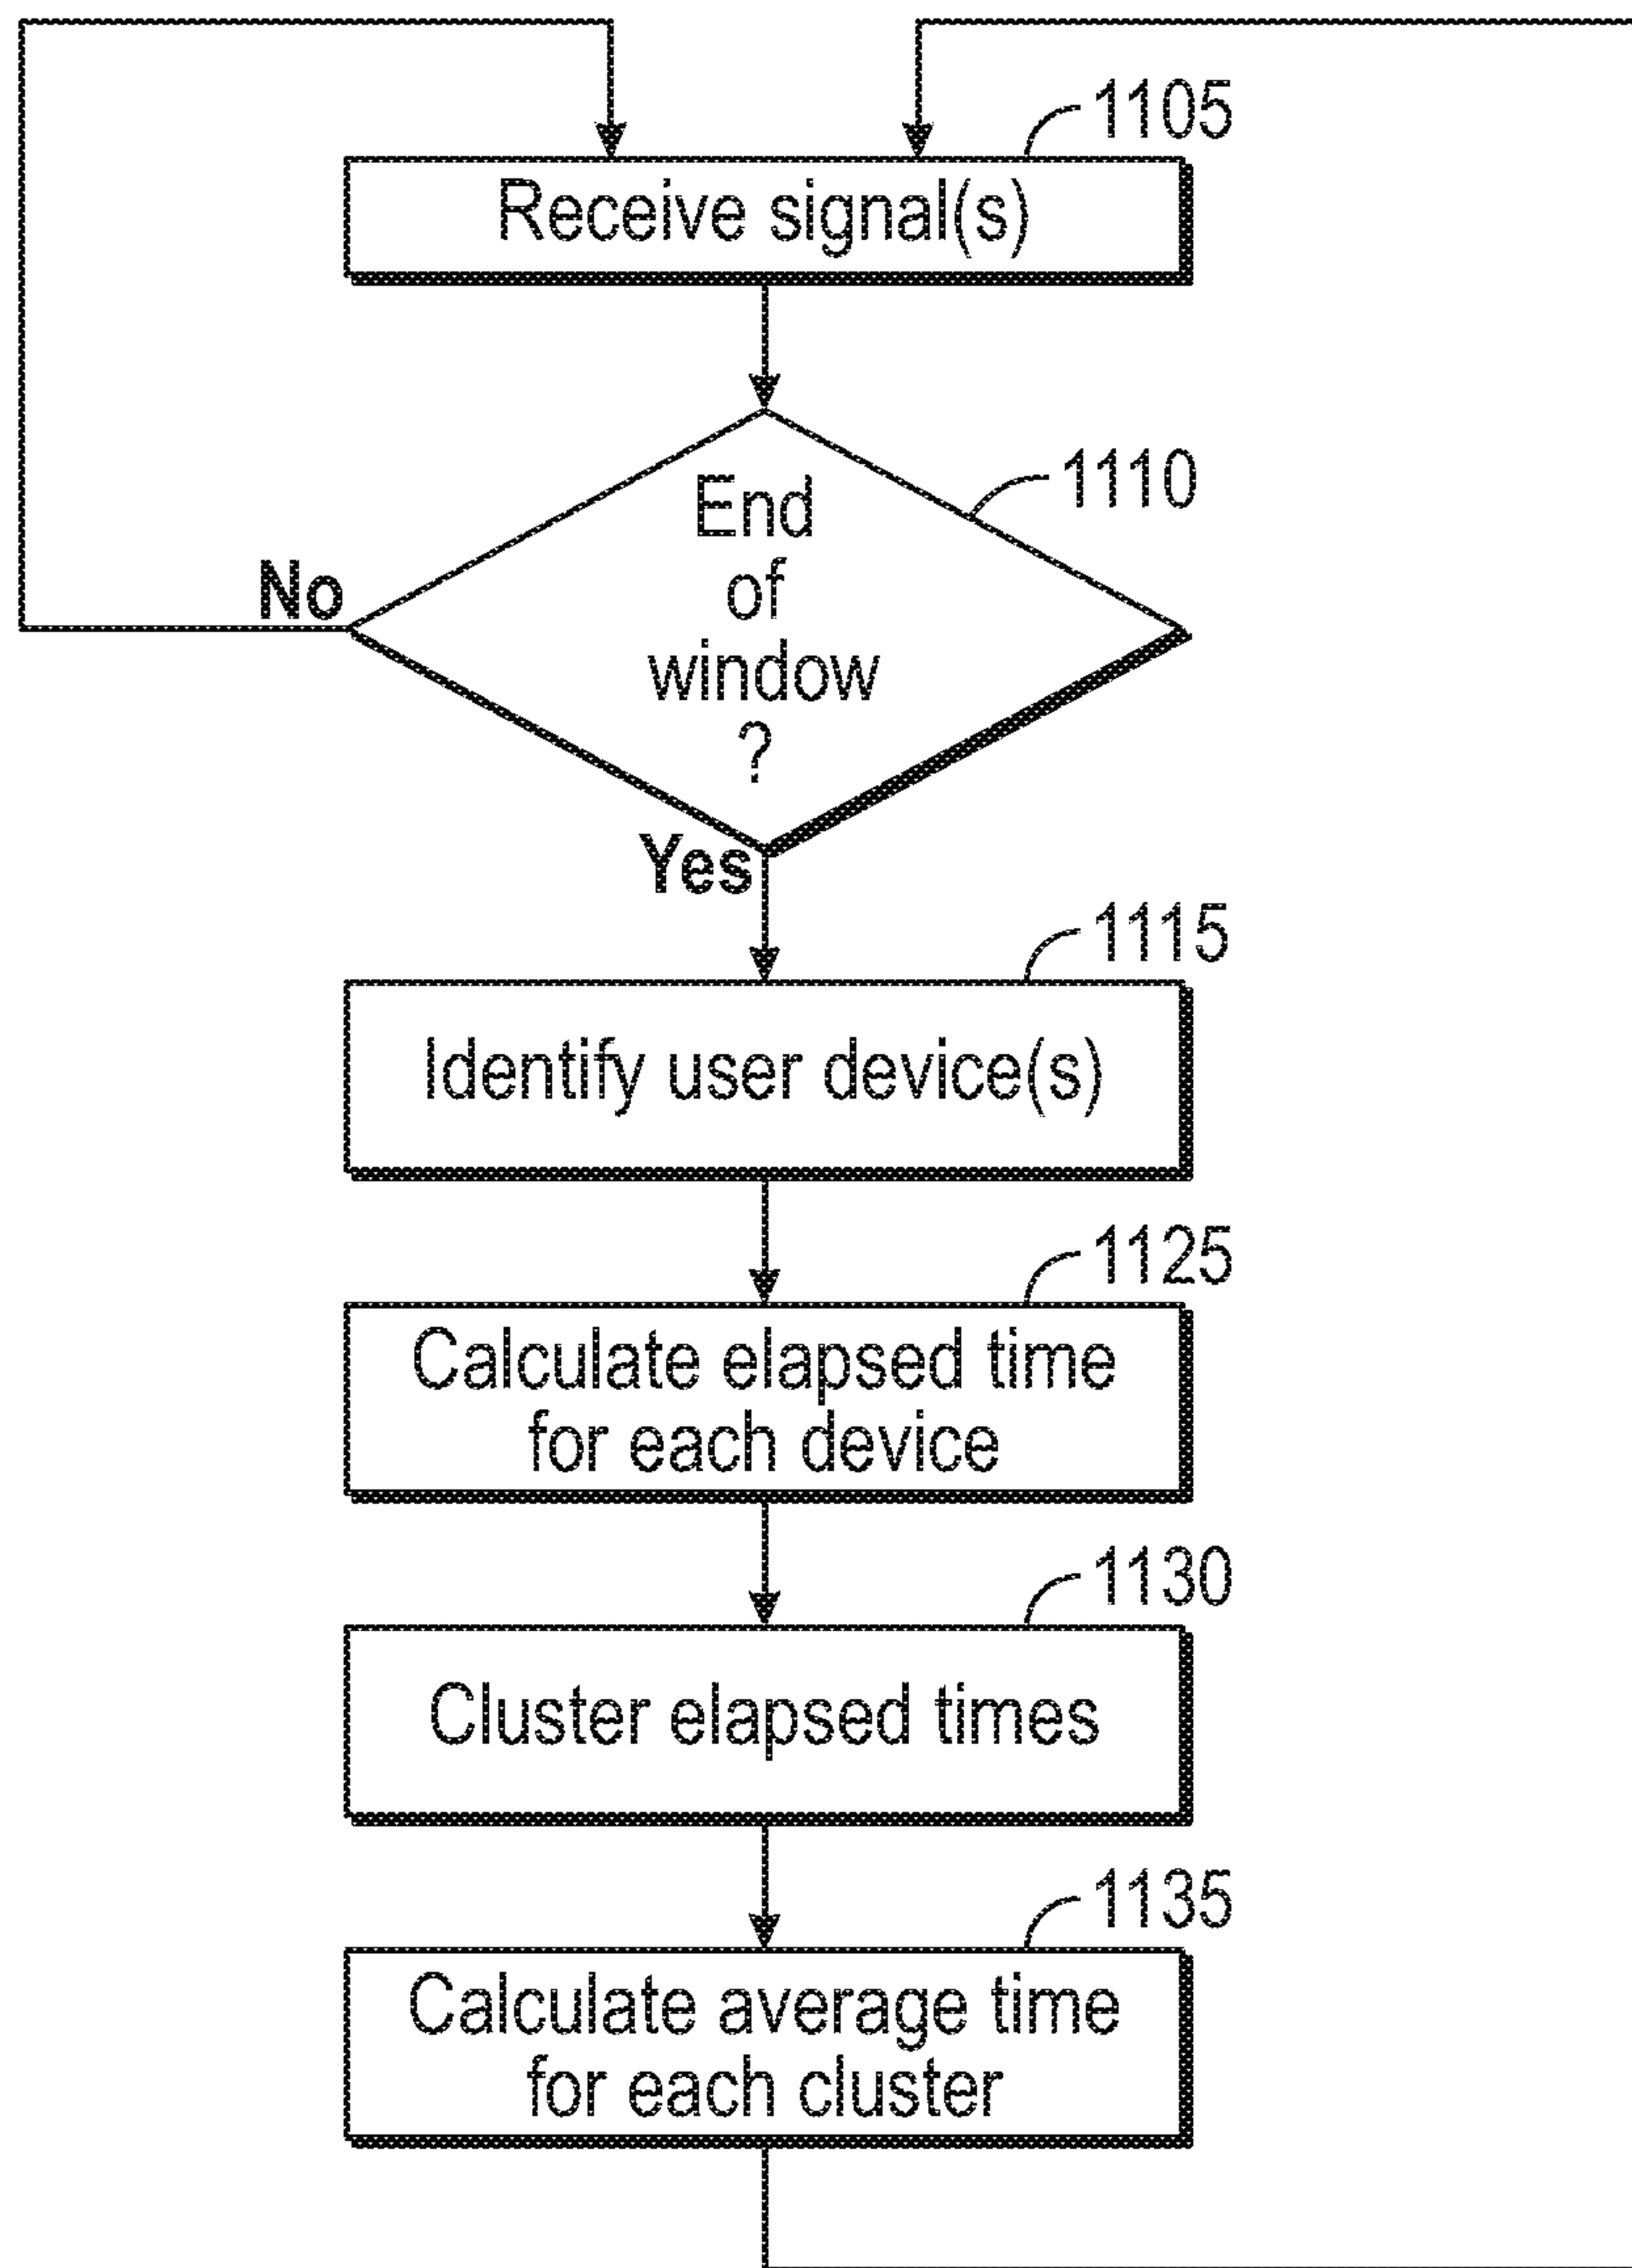 1105
Receive signal(s)
1110
End
of
window
?
No
Yes
1115
Identify user device(s)
1125
Calculate elapsed time
for each device
1130
Cluster elapsed times
1135
Calculate average time
for each cluster